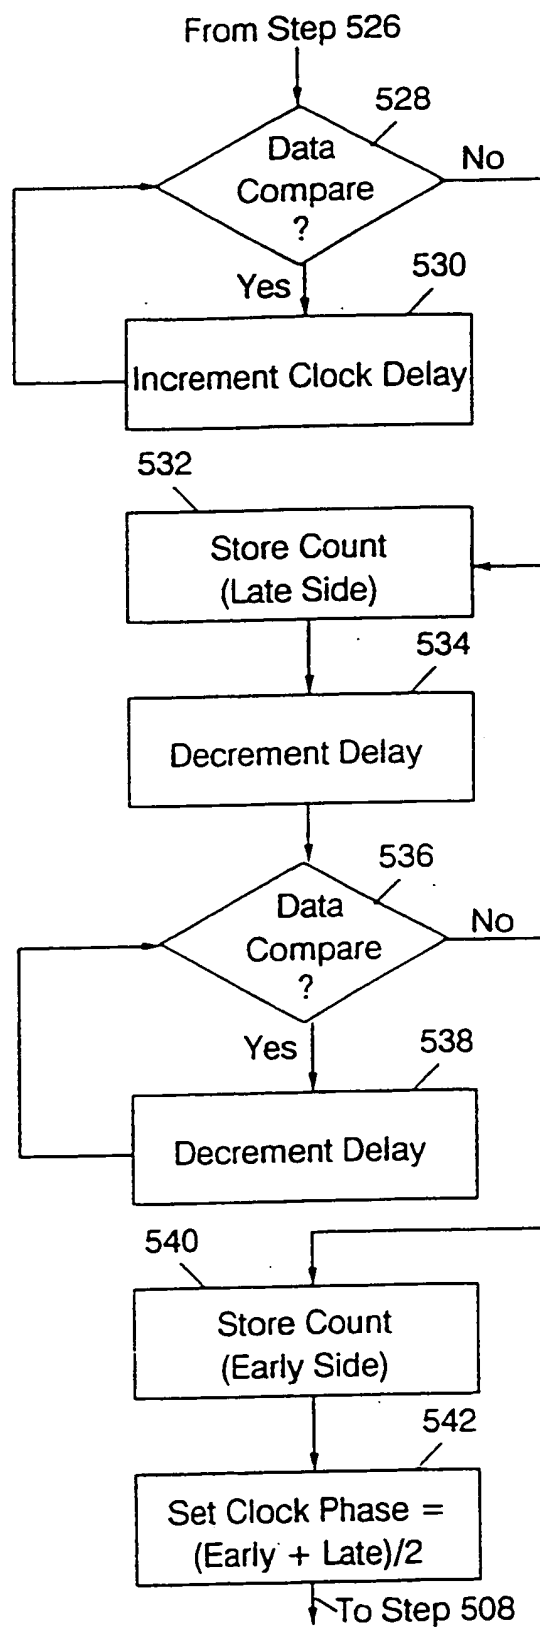 From Step 526
528
Data
Compare
?
No
Yes
530
Increment Clock Delay
532
Store Count
(Late Side)
534
Decrement Delay
536
Data
Compare
?
No
Yes
538
Decrement Delay
540
Store Count
(Early Side)
542
Set Clock Phase =
(Early + Late)/2
To Step 508